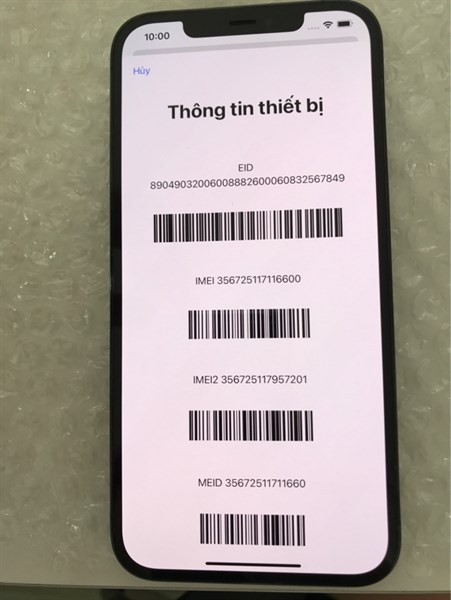 10:00
Hủy
Thông tin thiết bị
EID
89049032006008882600060832567849
IMEI 356725117116600
IMEI2 356725117957201
MEID 35672511711660